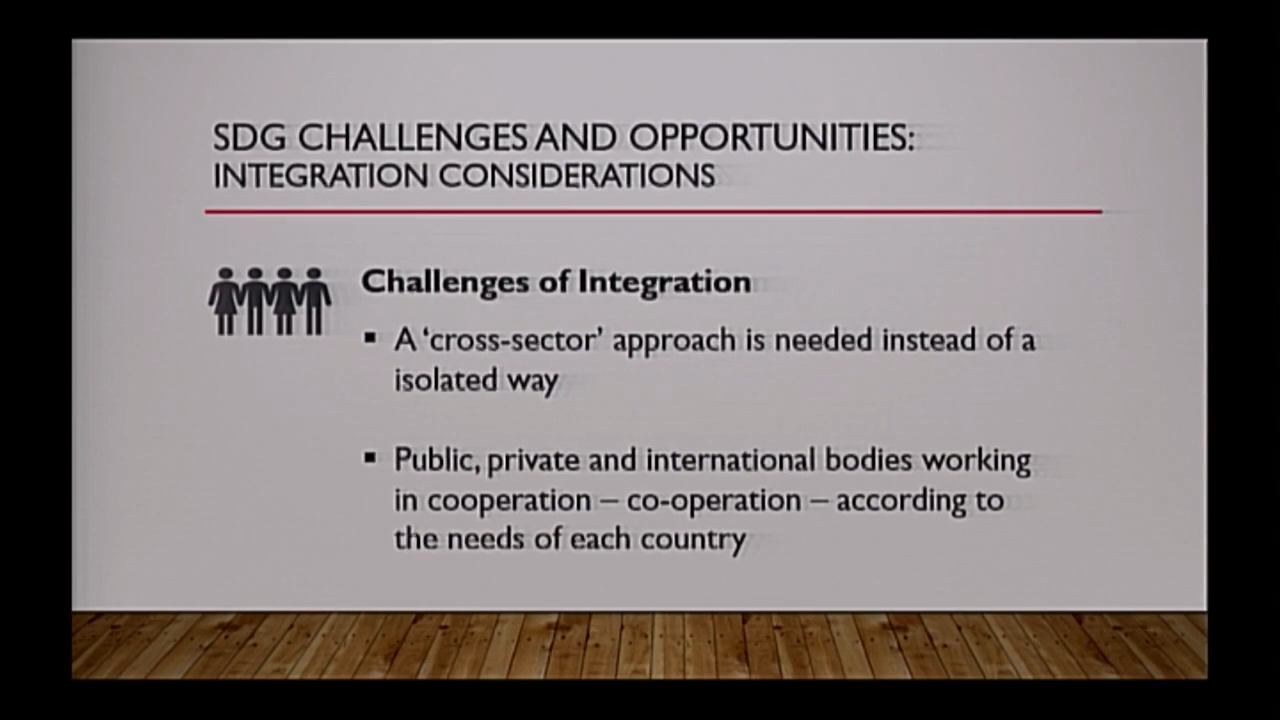 SDG CHALLENGES AND OPPORTUNITIES:
INTEGRATION CONSIDERATIONS
Challenges of Integration
▪ A ‘cross-sector’ approach is needed instead of a
isolated way
▪ Public, private and international bodies working
in cooperation – co-operation – according to
the needs of each country